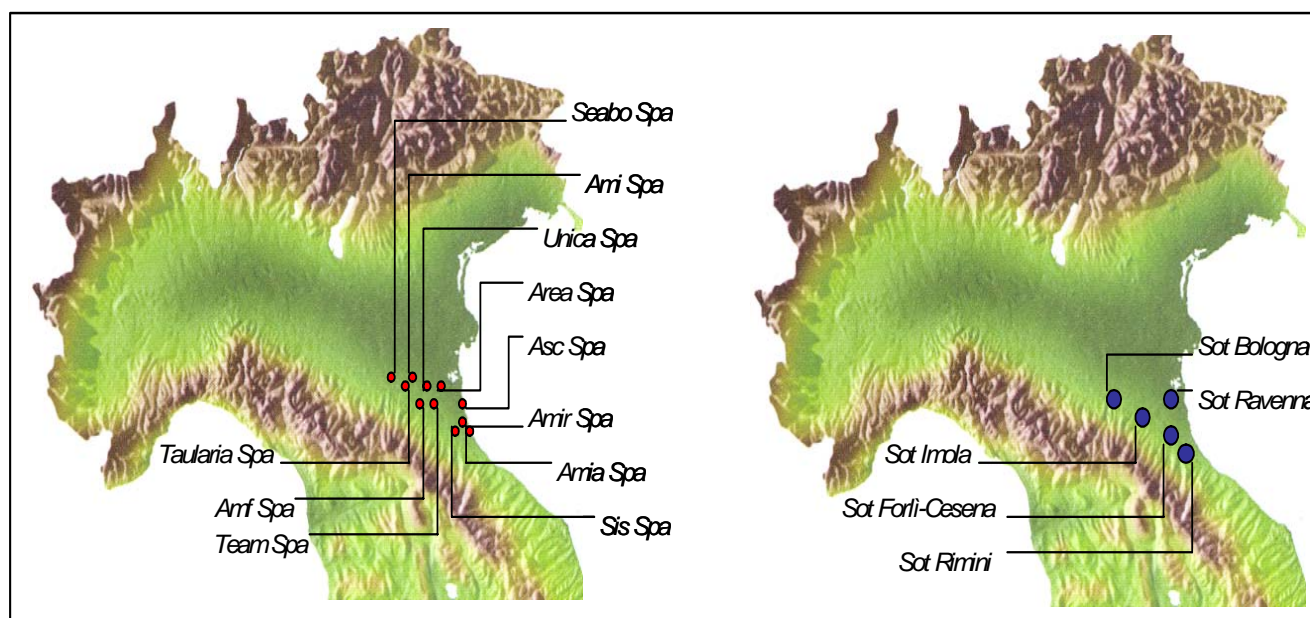 Seabo Spa
Ami Spa
Unica Spa
Area Spa
Asc Spa
Amir Spa
Taularia Spa
Amia Spa
Amf Spa
Sis Spa
Team Spa
Sot Bologna
Sot Ravenna
Sot Imola
Sot Forlì-Cesena
Sot Rimini